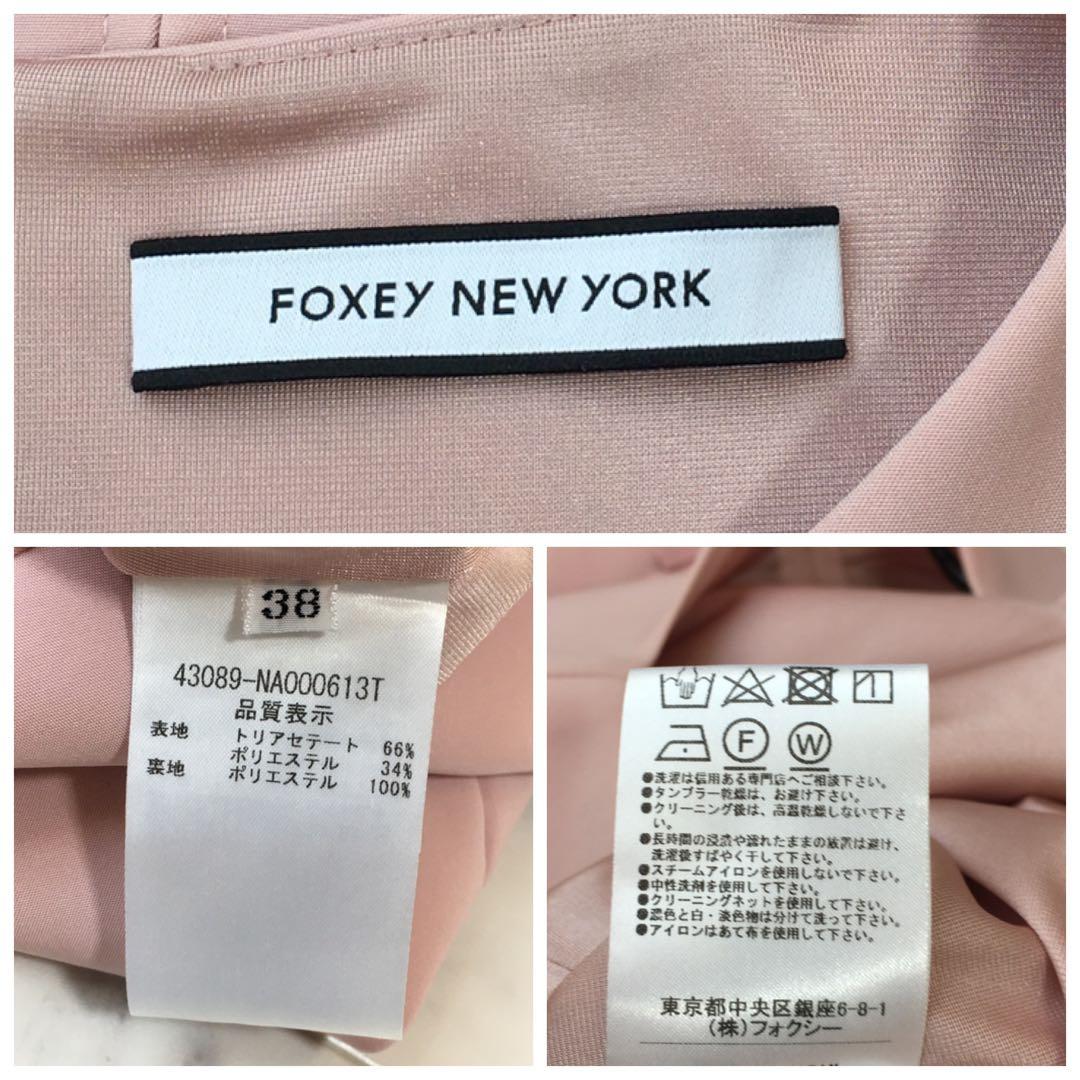 FOXEY NEW YORK
38
43089-NA000613T
品質表示
表地 トリアセテート 66%
ポリエステル 34%
裏地 ポリエステル 100%
F W
●洗濯は信用ある専門店へご相談下さい。
●タンブラー乾燥は、お避け下さい。
●クリーニング後は、高温乾燥しないで下さ
い。
●長時間の浸漬や濡れたままの放置は避け、
洗濯後すばやく干して下さい。
●スチームアイロンを使用しないで下さい。
●中性洗剤を使用して下さい。
●クリーニングネットを使用して下さい。
●濃色と白・淡色物は分けて洗って下さい。
●アイロンはあて布を使用して下さい。
東京都中央区銀座6-8-1
(株)フォクシー